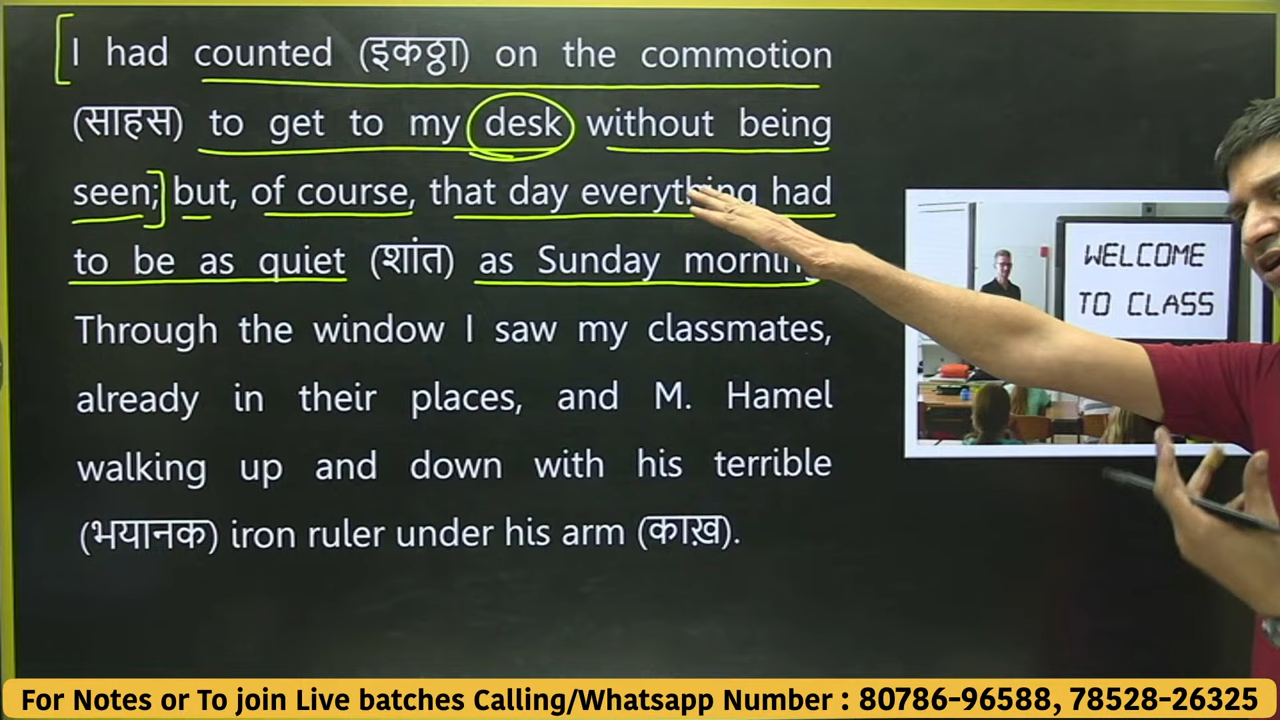 I had counted (इकठ्ठा) on the commotion
(साहस) to get to my desk without being
seen; but, of course, that day everything had
to be as quiet (शांत) as Sunday morning
Through the window I saw my classmates,
already in their places, and M. Hamel
walking up and down with his terrible
(भयानक) iron ruler under his arm (काख़).
WELCOME
TO CLASS
For Notes or To join Live batches Calling/Whatsapp Number : 80786-96588, 78528-26325